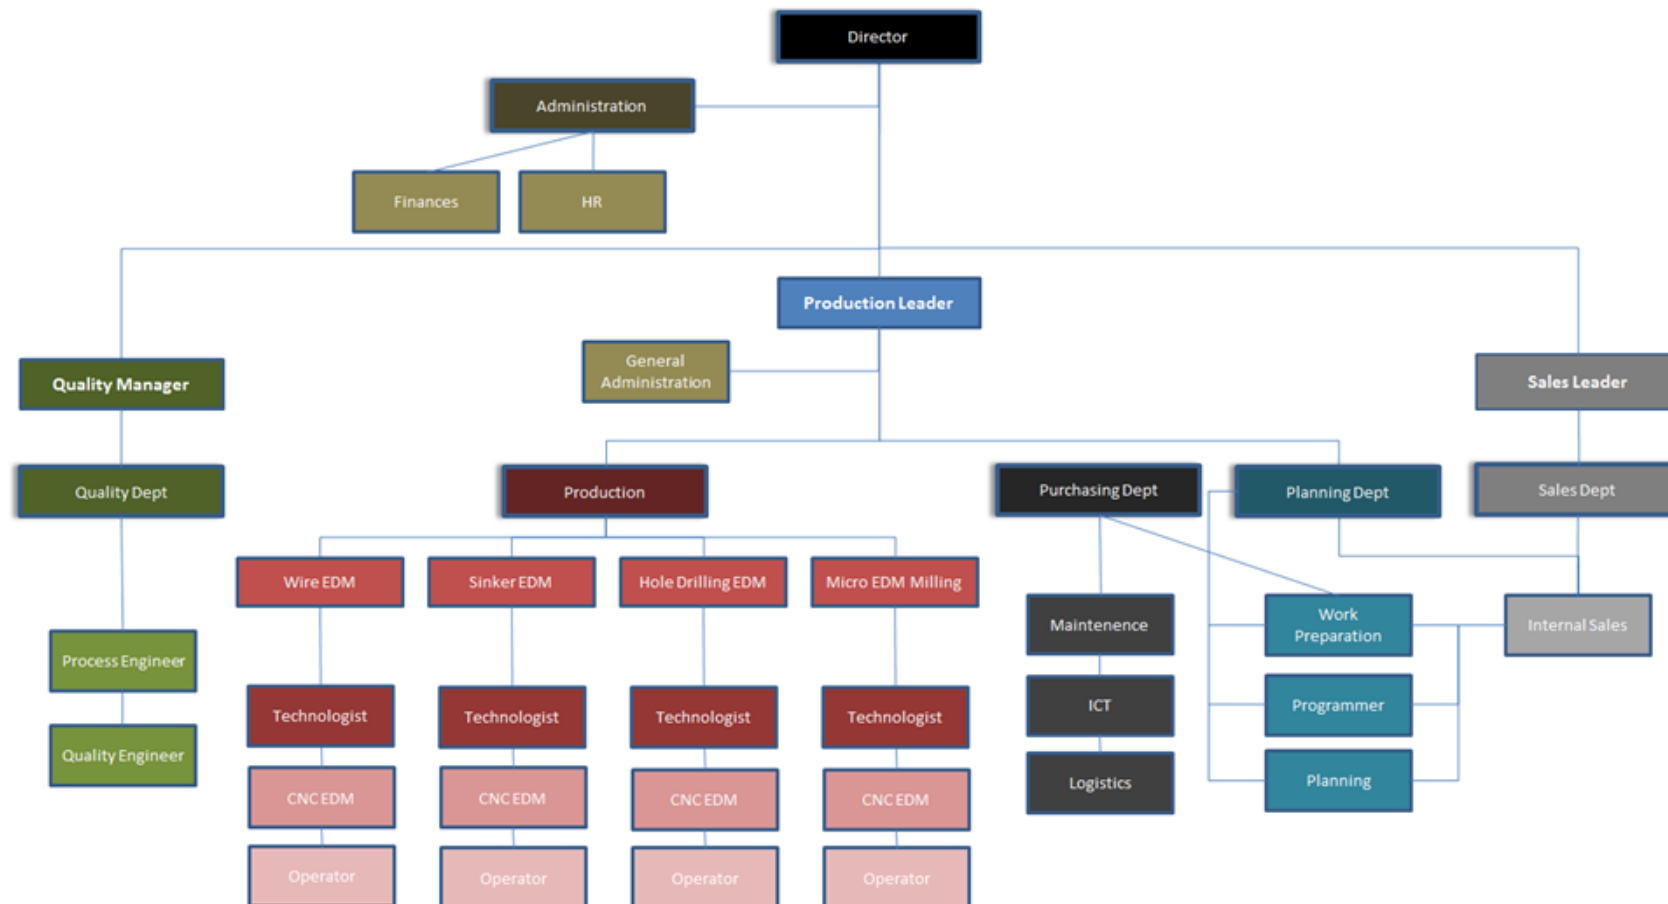 Director
Administration
Finances
HR
Production Leader
General
Administration
Quality Manager
Sales Leader
Quality Dept
Production
Purchasing Dept
Planning Dept
Sales Dept
Wire EDM
Sinker EDM
Hole Drilling EDM
Micro EDM Milling
Maintenence
Work
Preparation
Internal Sales
Process Engineer
Technologist
Technologist
Technologist
Technologist
ICT
Programmer
Quality Engineer
CNC EDM
CNC EDM
CNC EDM
CNC EDM
Logistics
Planning
Operator
Operator
Operator
Operator